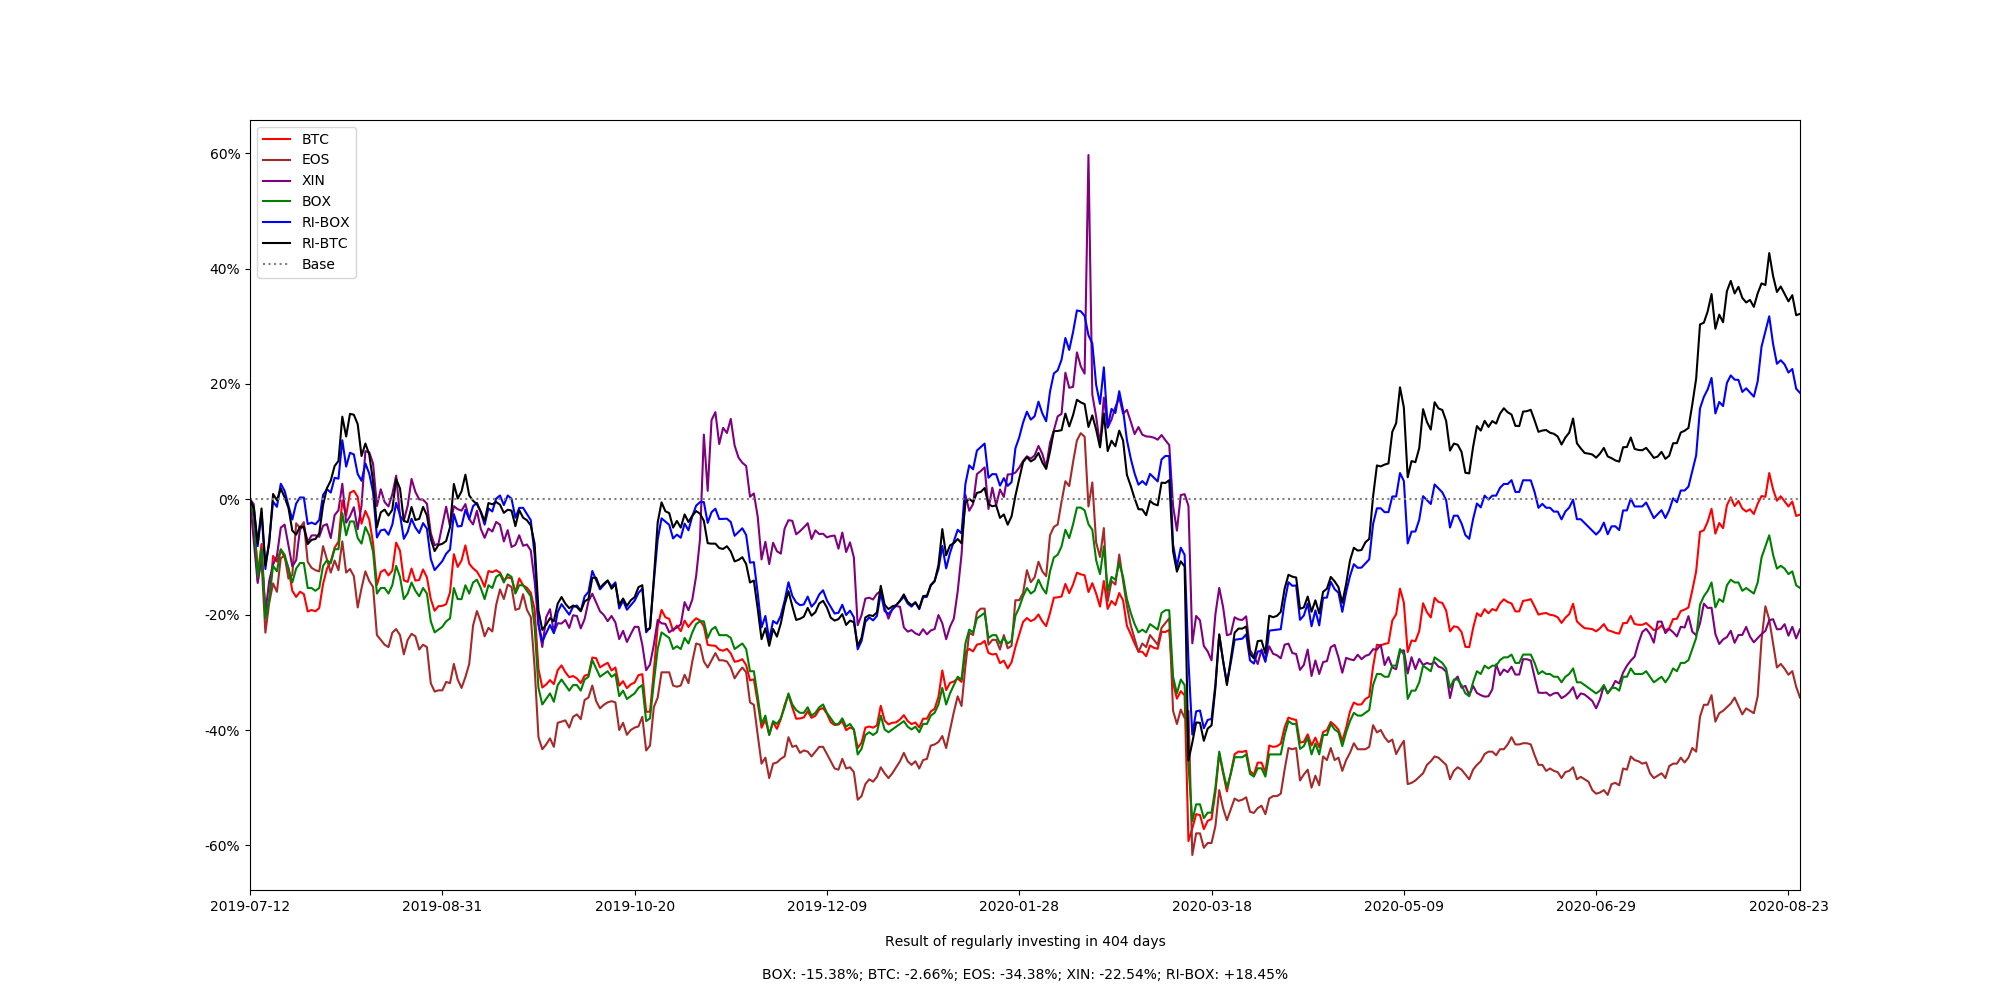 BTC
EOS
XIN
BOX
RI-BOX
RI-BTC
Base
60%
40%
20%
0%
-20%
-40%
-60%
2019-07-12 2019-08-31 2019-10-20 2019-12-09 2020-01-28 2020-03-18 2020-05-09 2020-06-29 2020-08-23
Result of regularly investing in 404 days
BOX: -15.38%; BTC: -2.66%; EOS: -34.38%; XIN: -22.54%; RI-BOX: +18.45%